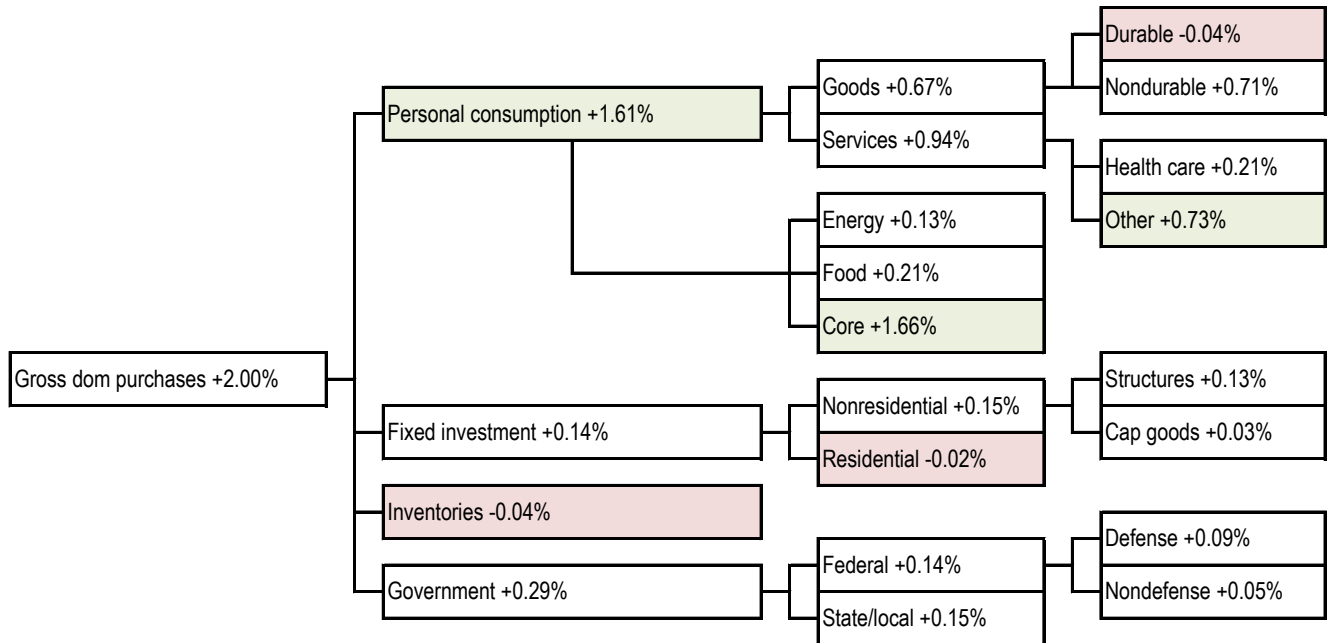 Gross dom purchases +2.00%
Personal consumption +1.61%
Goods +0.67%
Durable -0.04%
Nondurable +0.71%
Services +0.94%
Health care +0.21%
Other +0.73%
Energy +0.13%
Food +0.21%
Core +1.66%
Fixed investment +0.14%
Nonresidential +0.15%
Structures +0.13%
Cap goods +0.03%
Residential -0.02%
Inventories -0.04%
Government +0.29%
Federal +0.14%
Defense +0.09%
Nondefense +0.05%
State/local +0.15%